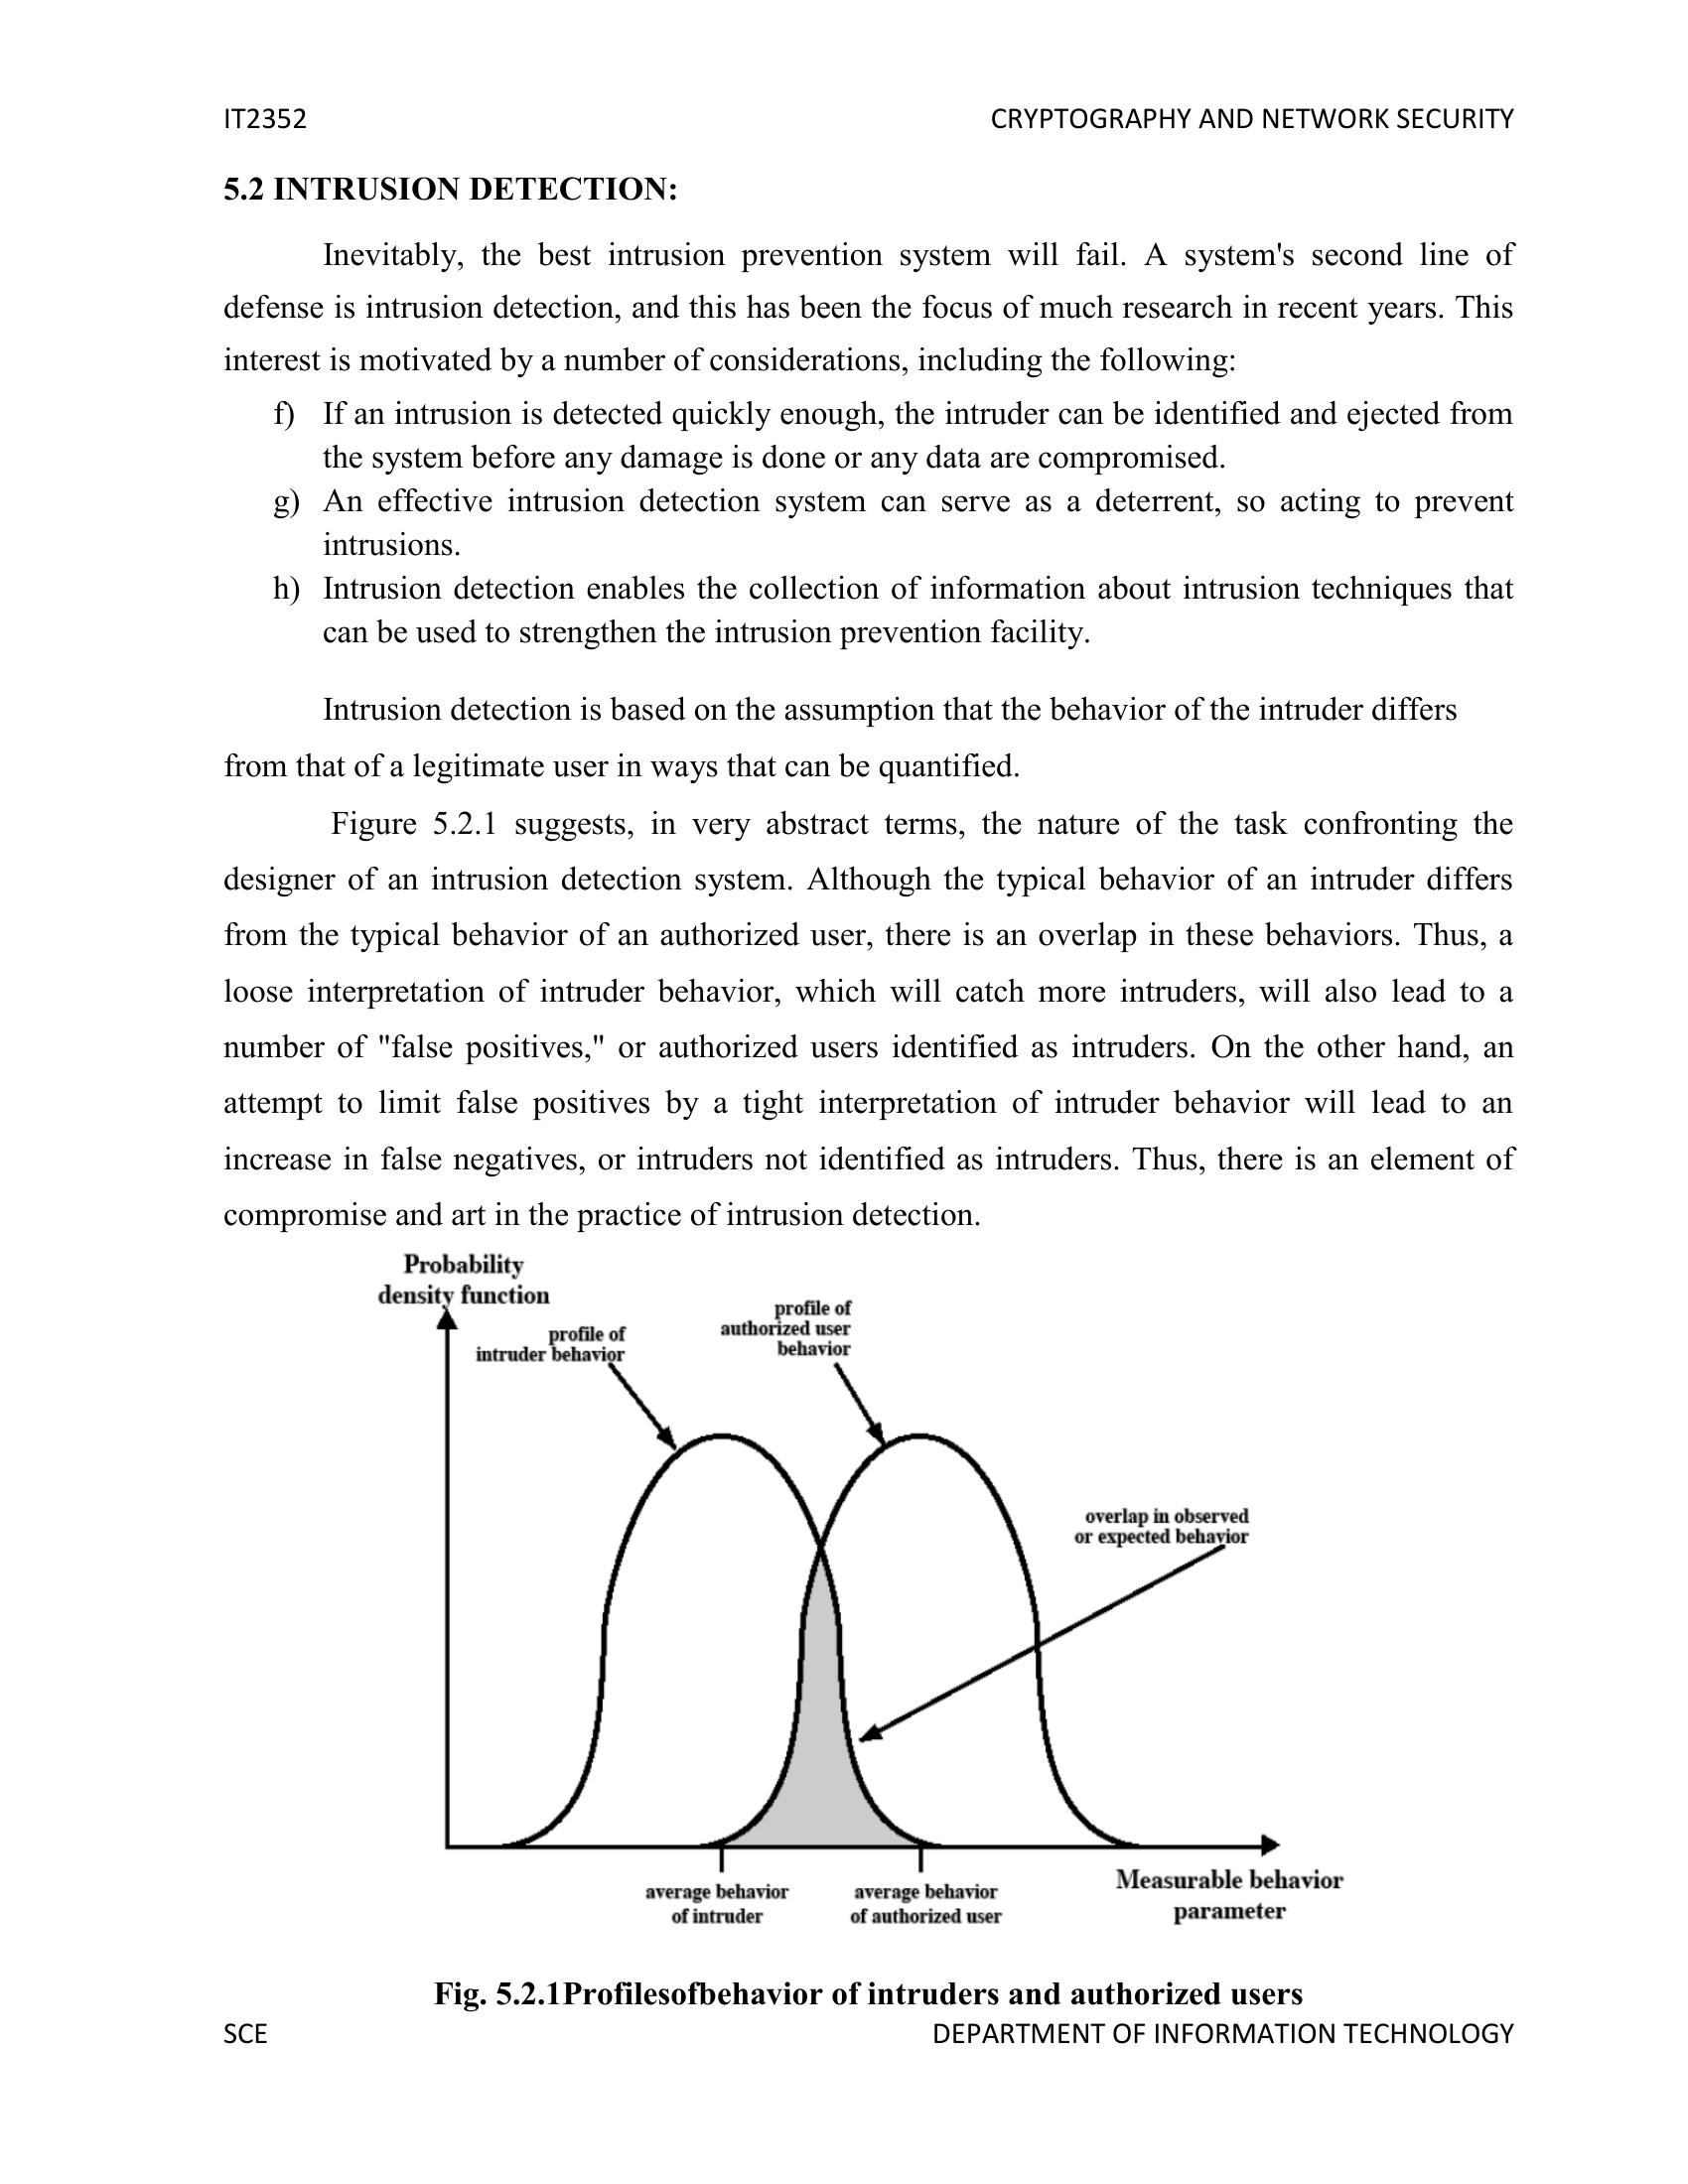 IT2352 CRYPTOGRAPHY AND NETWORK SECURITY
5.2 INTRUSION DETECTION:
Inevitably, the best intrusion prevention system will fail. A system's second line of
defense is intrusion detection, and this has been the focus of much research in recent years. This
interest is motivated by a number of considerations, including the following:
f) If an intrusion is detected quickly enough, the intruder can be identified and ejected from
the system before any damage is done or any data are compromised.
g) An effective intrusion detection system can serve as a deterrent, so acting to prevent
intrusions.
h) Intrusion detection enables the collection of information about intrusion techniques that
can be used to strengthen the intrusion prevention facility.
Intrusion detection is based on the assumption that the behavior of the intruder differs
from that of a legitimate user in ways that can be quantified.
Figure 5.2.1 suggests, in very abstract terms, the nature of the task confronting the
designer of an intrusion detection system. Although the typical behavior of an intruder differs
from the typical behavior of an authorized user, there is an overlap in these behaviors. Thus, a
loose interpretation of intruder behavior, which will catch more intruders, will also lead to a
number of "false positives," or authorized users identified as intruders. On the other hand, an
attempt to limit false positives by a tight interpretation of intruder behavior will lead to an
increase in false negatives, or intruders not identified as intruders. Thus, there is an element of
compromise and art in the practice of intrusion detection.
Probability
density function
profile of
intruder behavior
profile of
authorized user
behavior
overlap in observed
or expected behavior
average behavior
of intruder
average behavior
of authorized user
Measurable behavior
parameter
Fig. 5.2.1Profilesofbehavior of intruders and authorized users
SCE DEPARTMENT OF INFORMATION TECHNOLOGY